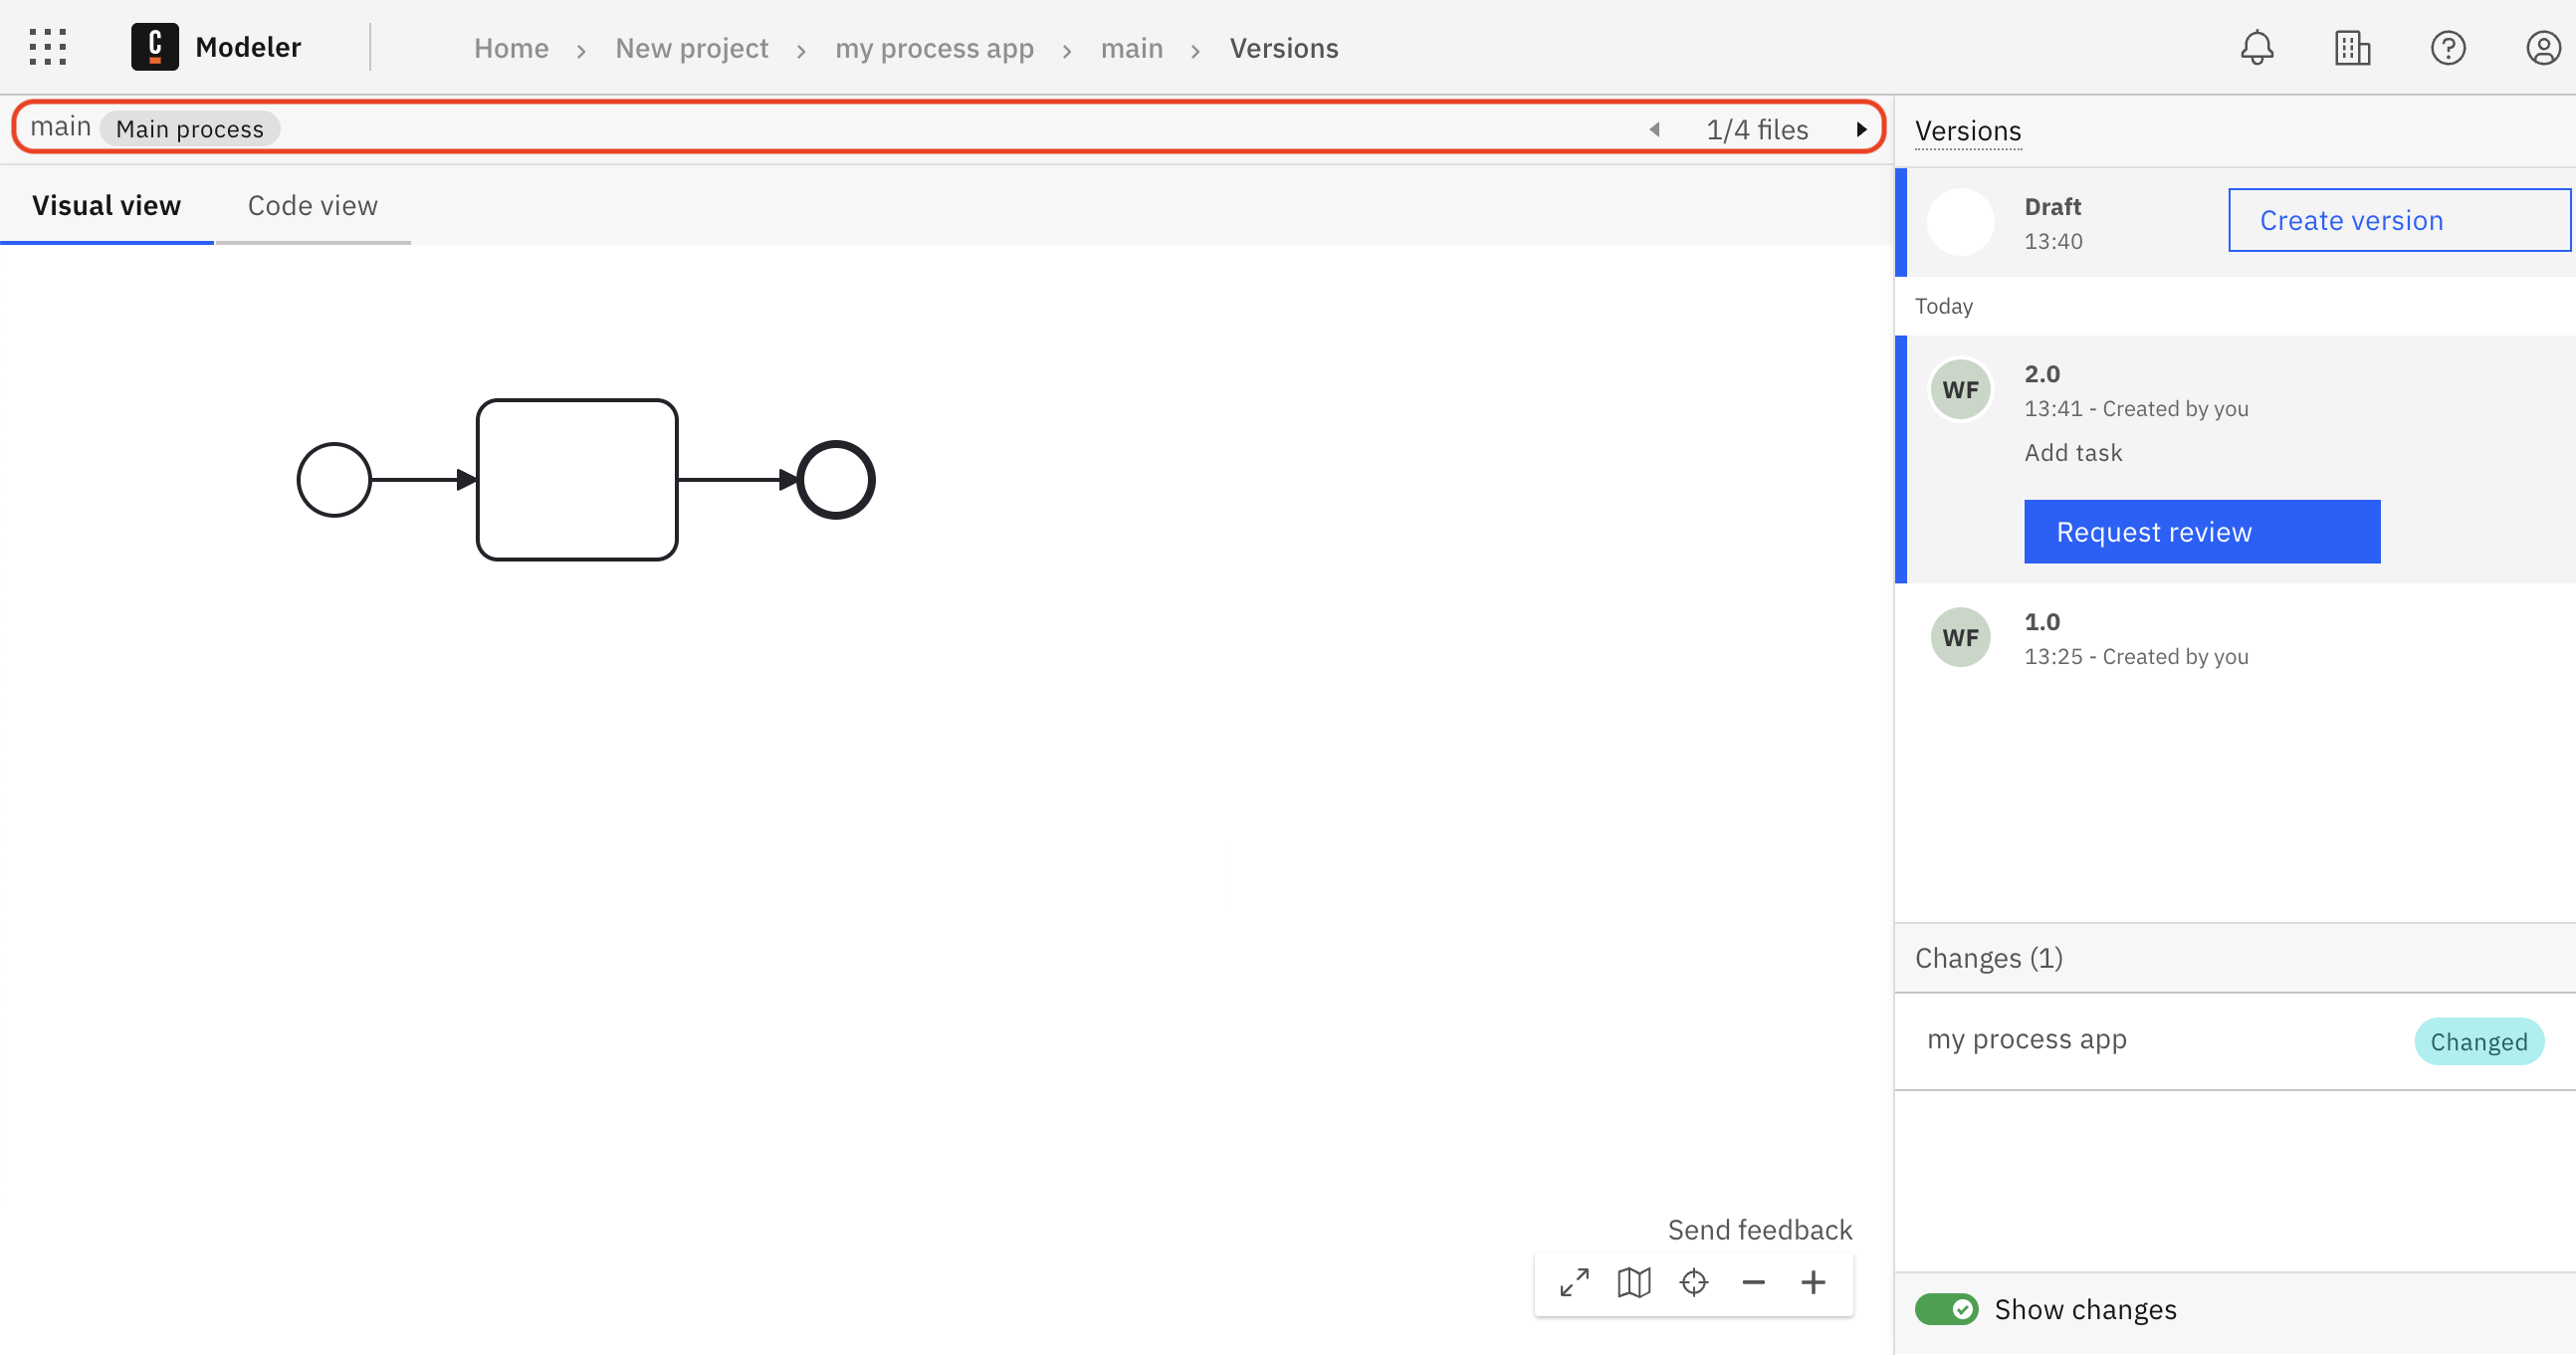 C Modeler Home › New project › my process app › main › Versions
main Main process 1/4 files
Visual view Code view
Versions
Draft
13:40
Create version
Today
WF
2.0
13:41 - Created by you
Add task
Request review
WF
1.0
13:25 - Created by you
Changes (1)
my process app Changed
Send feedback
Show changes